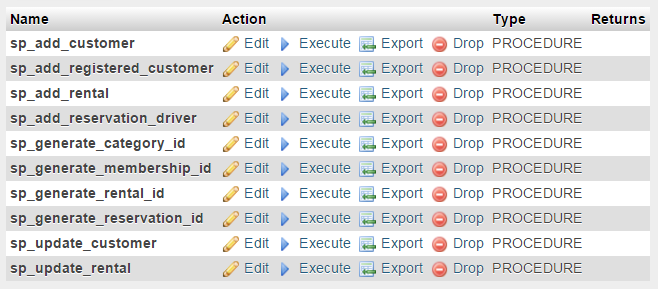 Name Action Type Returns
sp_add_customer Edit Execute Export Drop PROCEDURE
sp_add_registered_customer Edit Execute Export Drop PROCEDURE
sp_add_rental Edit Execute Export Drop PROCEDURE
sp_add_reservation_driver Edit Execute Export Drop PROCEDURE
sp_generate_category_id Edit Execute Export Drop PROCEDURE
sp_generate_membership_id Edit Execute Export Drop PROCEDURE
sp_generate_rental_id Edit Execute Export Drop PROCEDURE
sp_generate_reservation_id Edit Execute Export Drop PROCEDURE
sp_update_customer Edit Execute Export Drop PROCEDURE
sp_update_rental Edit Execute Export Drop PROCEDURE